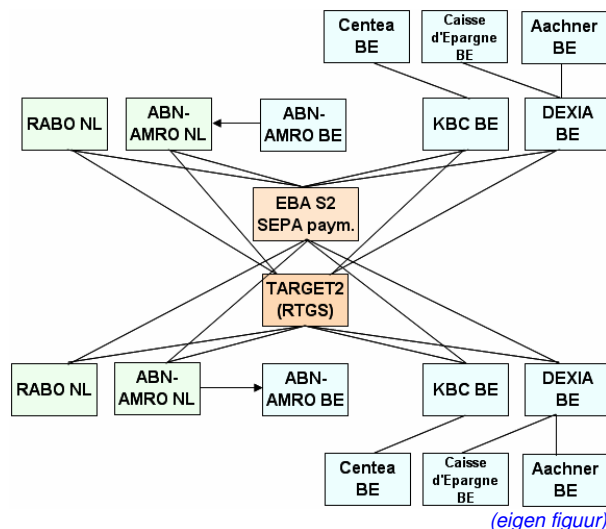 Centea
BE
Caisse
d'Epargne
BE
Aachner
BE
RABO NL
ABN-
AMRO NL
ABN-
AMRO BE
KBC BE
DEXIA
BE
EBA S2
SEPA paym.
TARGET2
(RTGS)
RABO NL
ABN-
AMRO NL
ABN-
AMRO BE
KBC BE
DEXIA
BE
Centea
BE
Caisse
d'Epargne
BE
Aachner
BE
(eigen figuur)